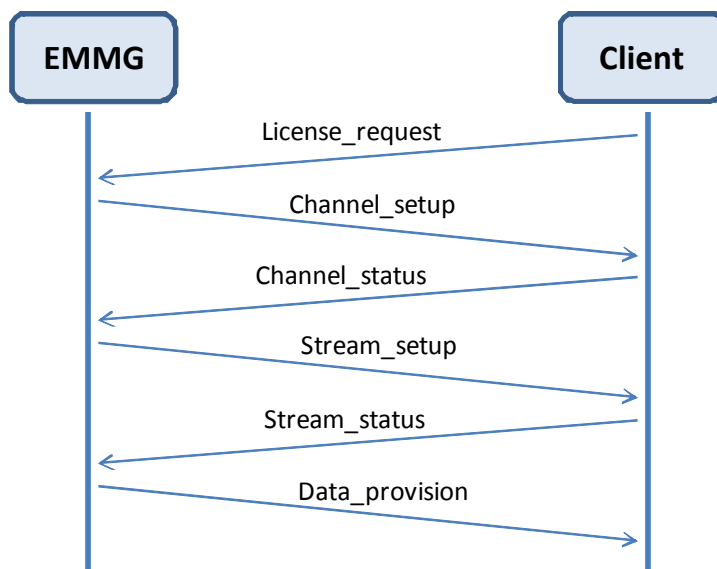 EMMG
Client
License_request
Channel_setup
Channel_status
Stream_setup
Stream_status
Data_provision